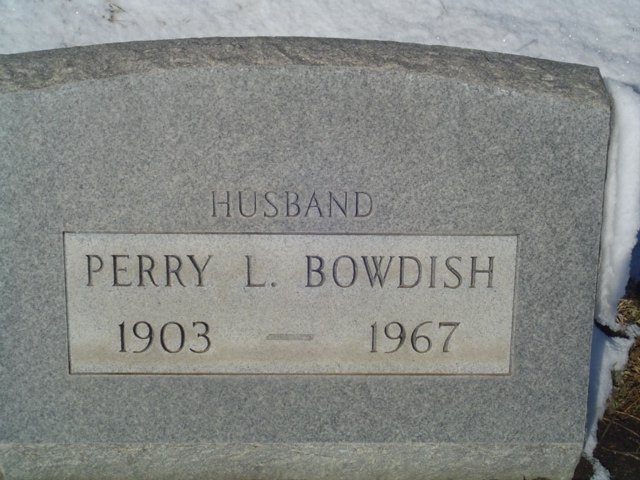 HUSBAND
PERRY L. BOWDISH
1903 — 1967